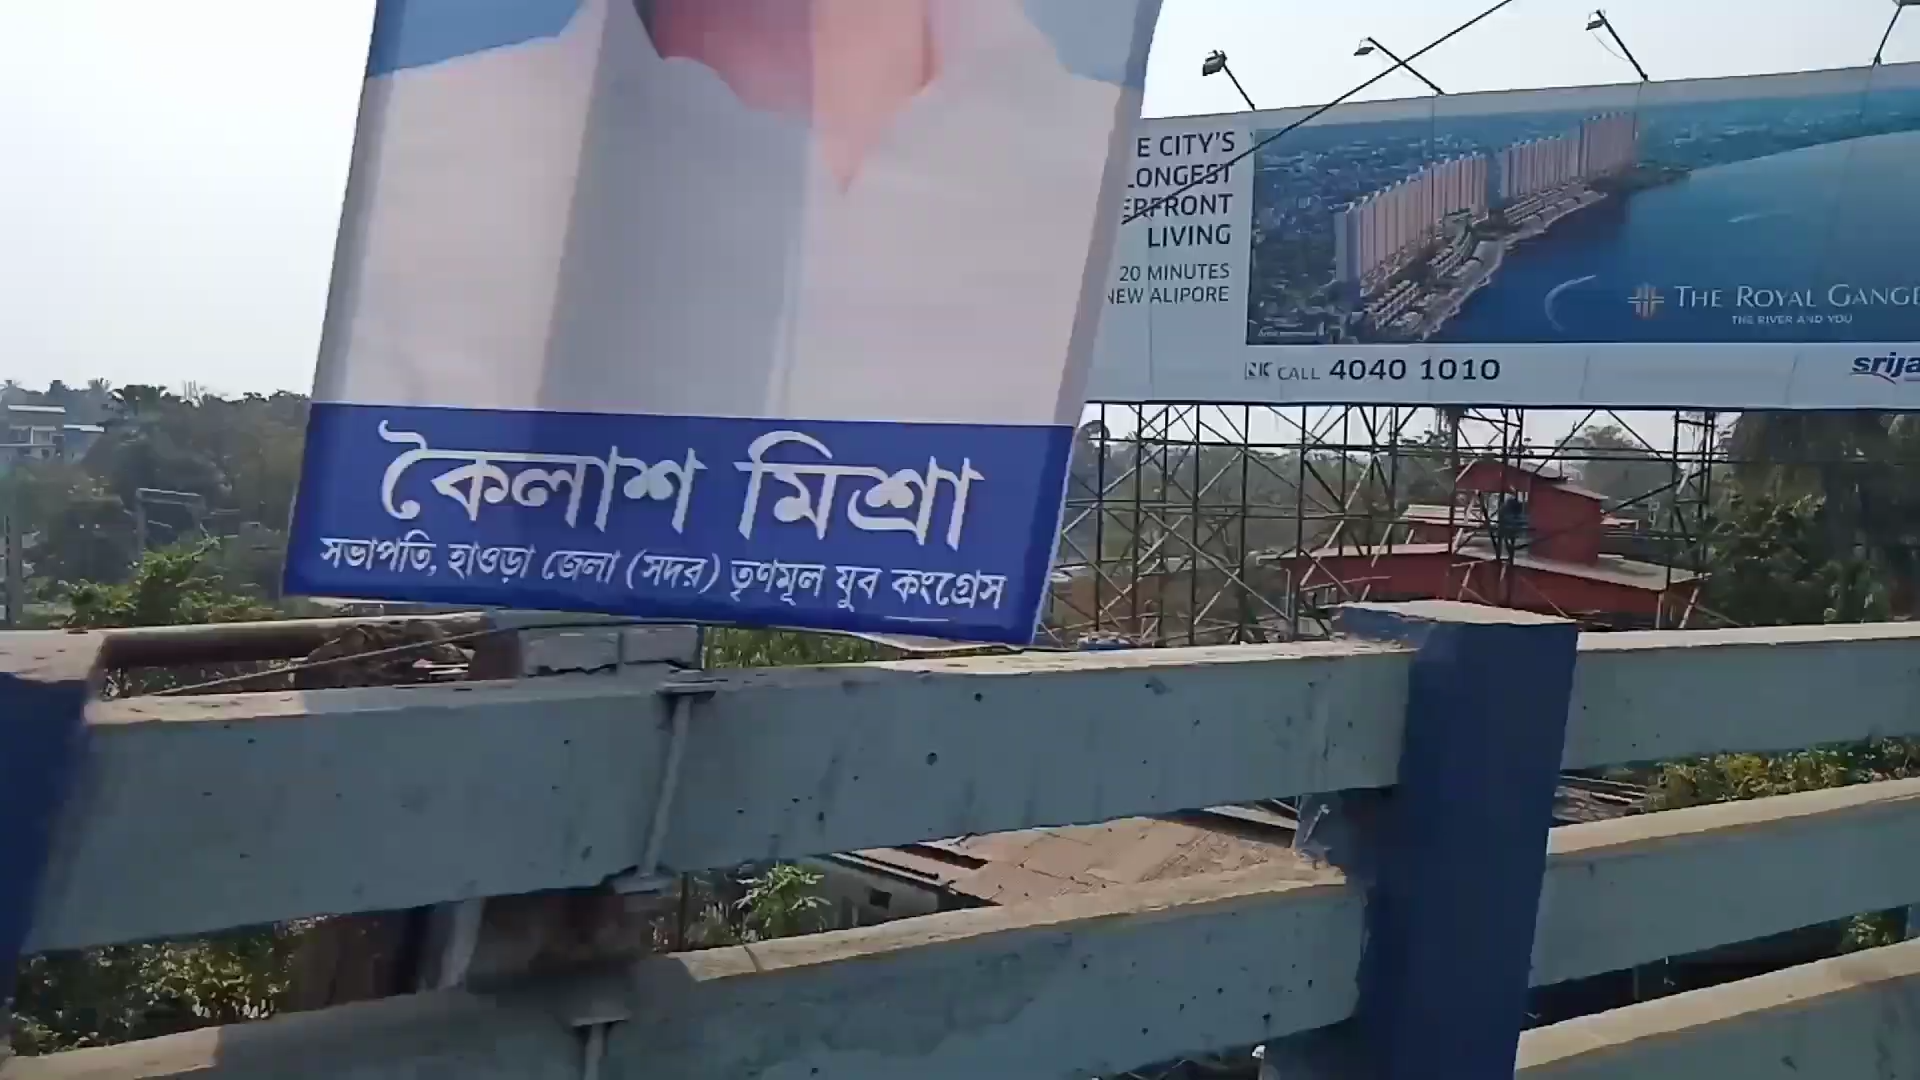 কৈলাশ মিশ্রা
সভাপতি, হাওড়া জেলা (সদর) তৃণমূল যুব কংগ্রেস
E CITY'S
LONGEST
ERFRONT
LIVING
20 MINUTES
NEW ALIPORE
THE ROYAL GANGE
THE RIVER AND YOU
CALL 4040 1010
srija